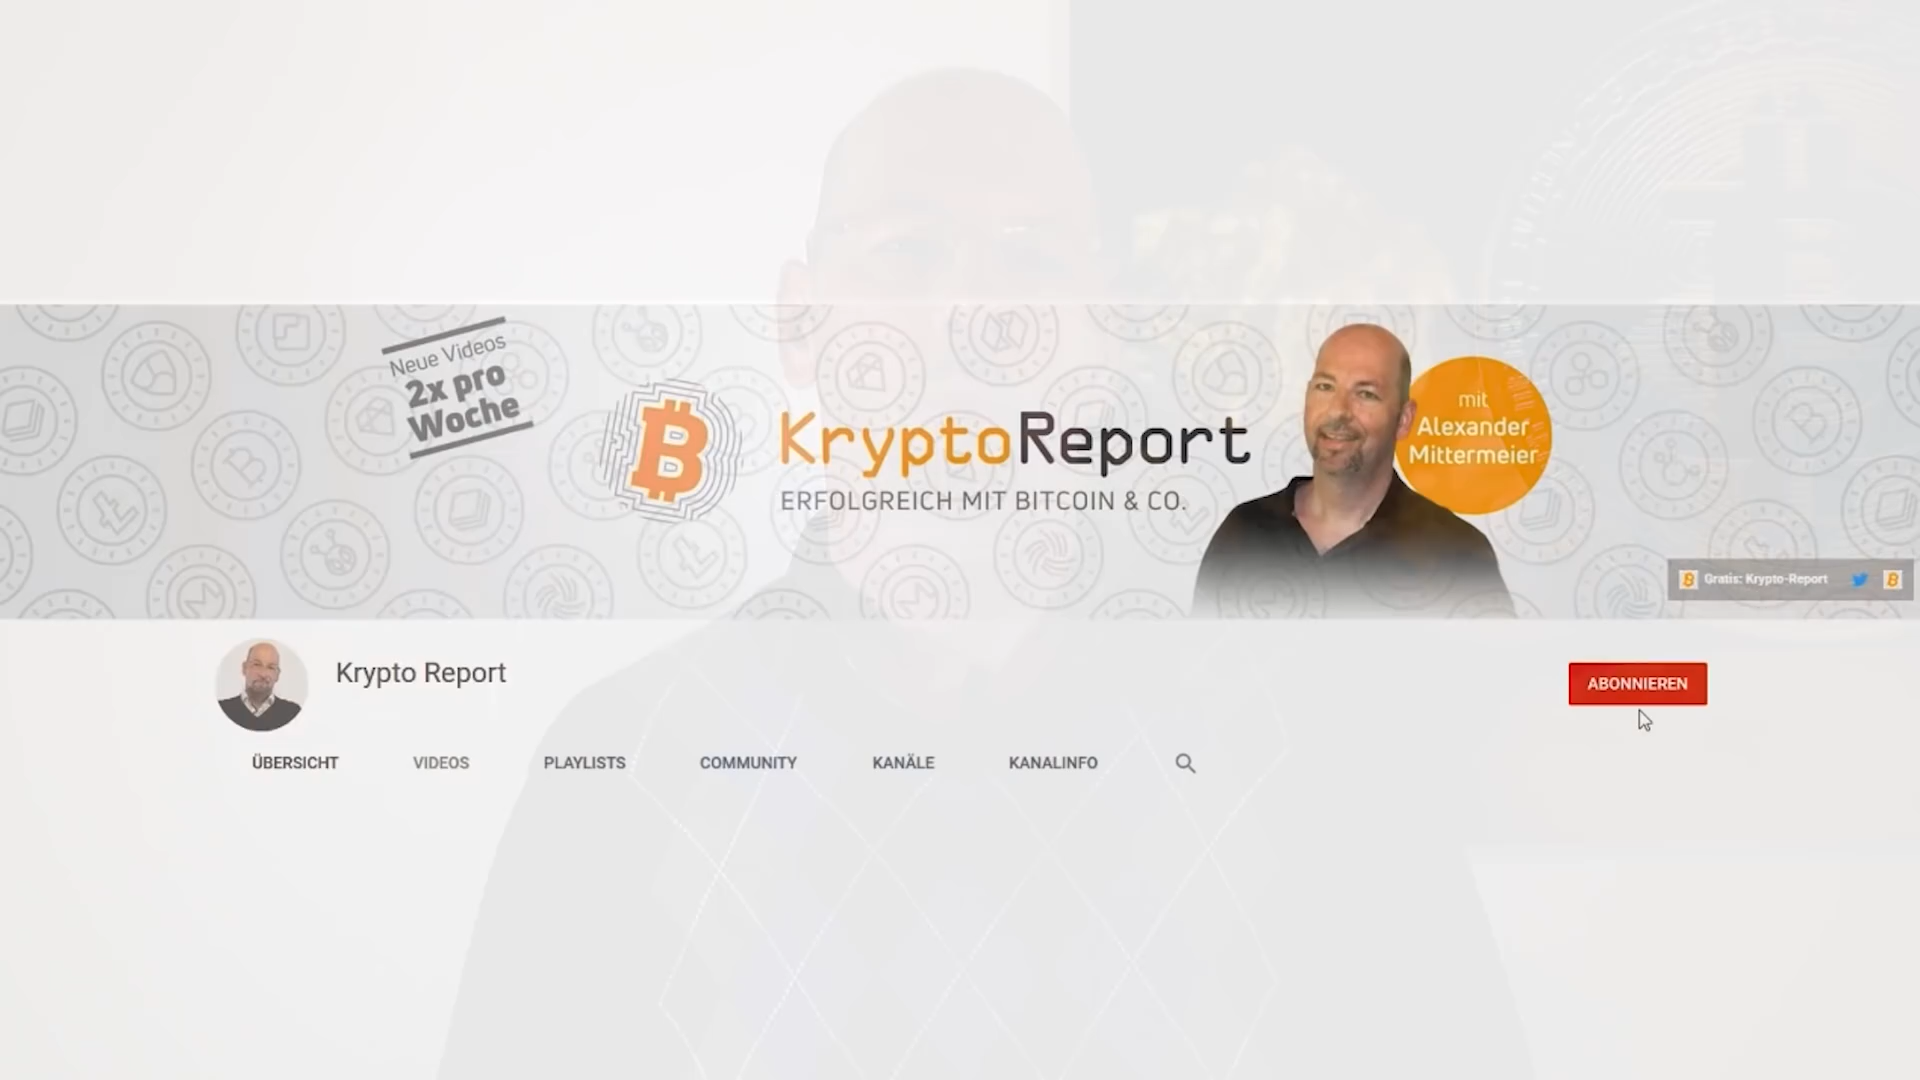 Neue Videos
2x pro
Woche
KryptoReport
ERFOLGREICH MIT BITCOIN & CO.
mit
Alexander
Mittermeier
Gratis: Krypto-Report
Krypto Report
ABONNIEREN
ÜBERSICHT VIDEOS PLAYLISTS COMMUNITY KANÄLE KANALINFO